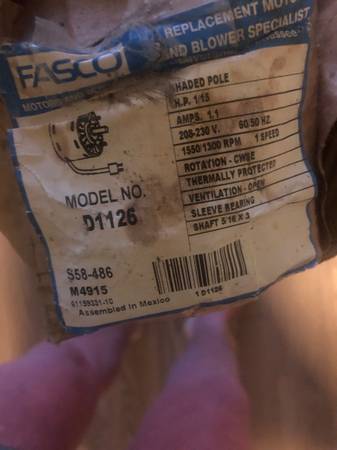 REPLACEMENT MOTOR
AND BLOWER SPECIALIST
FASCO
SHADED POLE
H.P. 1/15
AMPS. 1.1
208-230 V. 60/50 HZ
1550/1300 RPM 1 SPEED
ROTATION - CWSE
THERMALLY PROTECTED
VENTILATION - OPEN
SLEEVE BEARING
SHAFT 5/16 X 3
MODEL NO.
D1126
S58-486
M4915
Assembled in Mexico
1 D1126